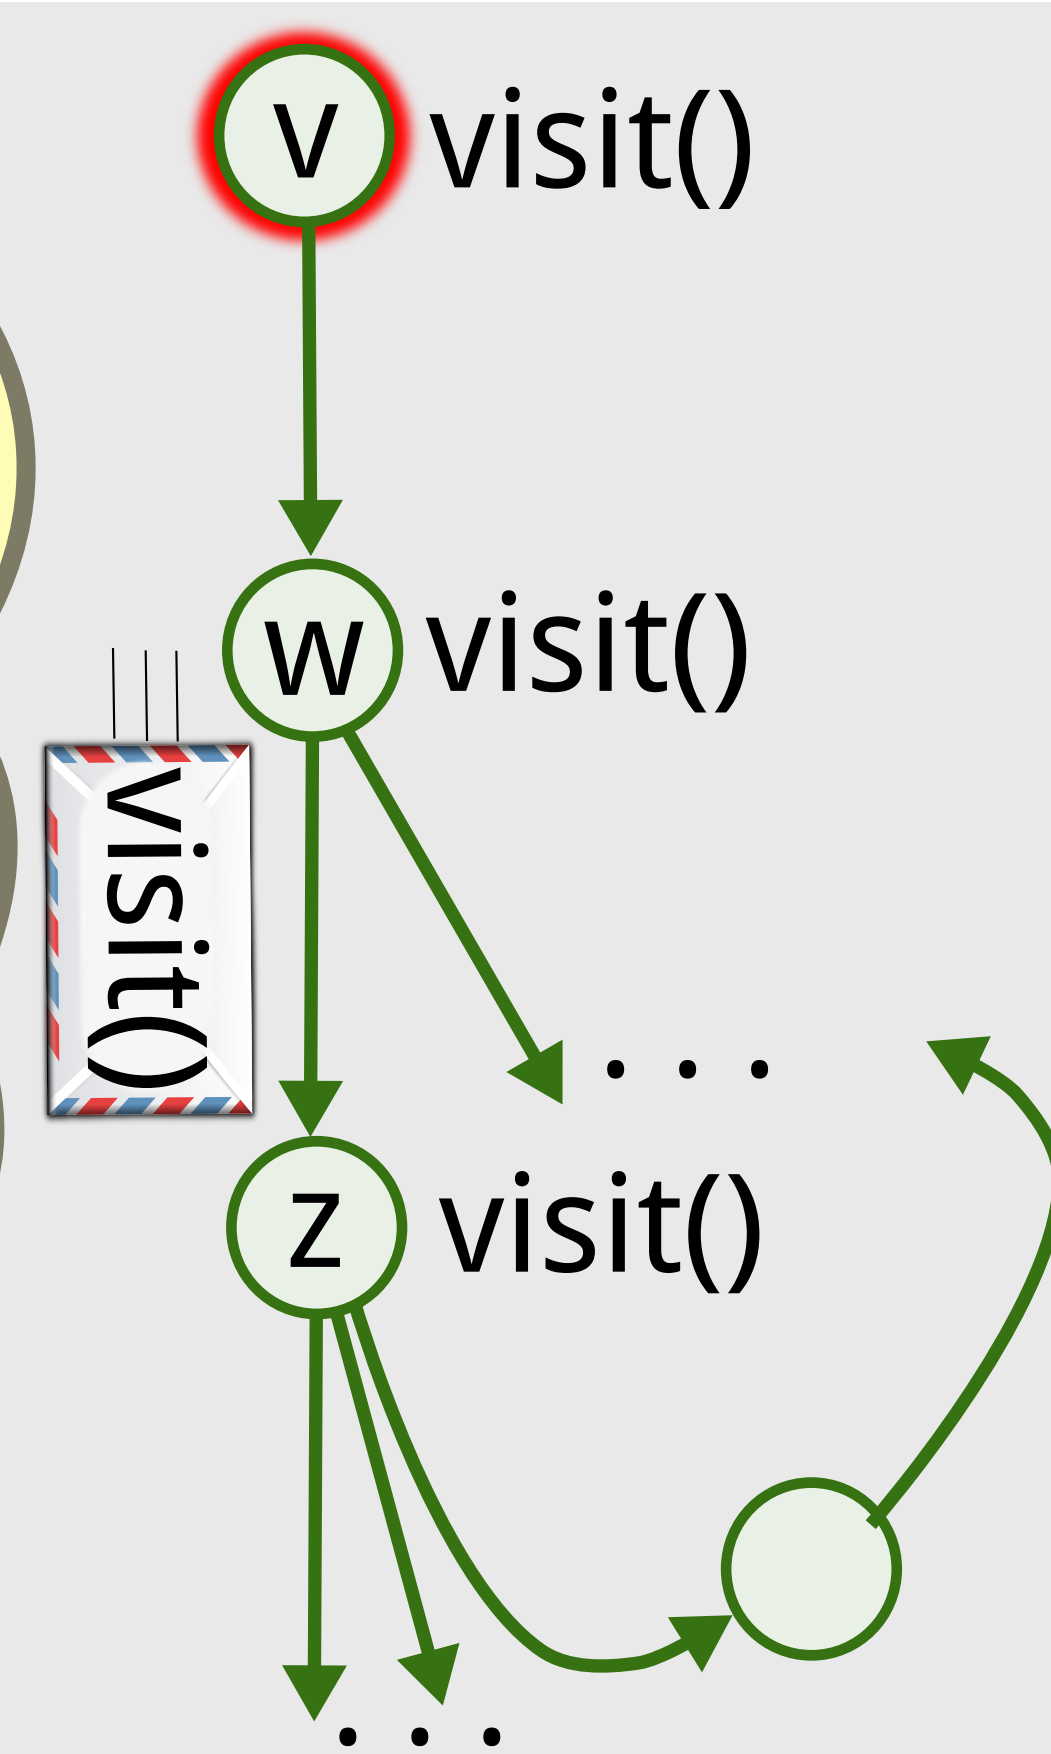 v visit()
w visit()
visit()
. . .
z visit()
. . .